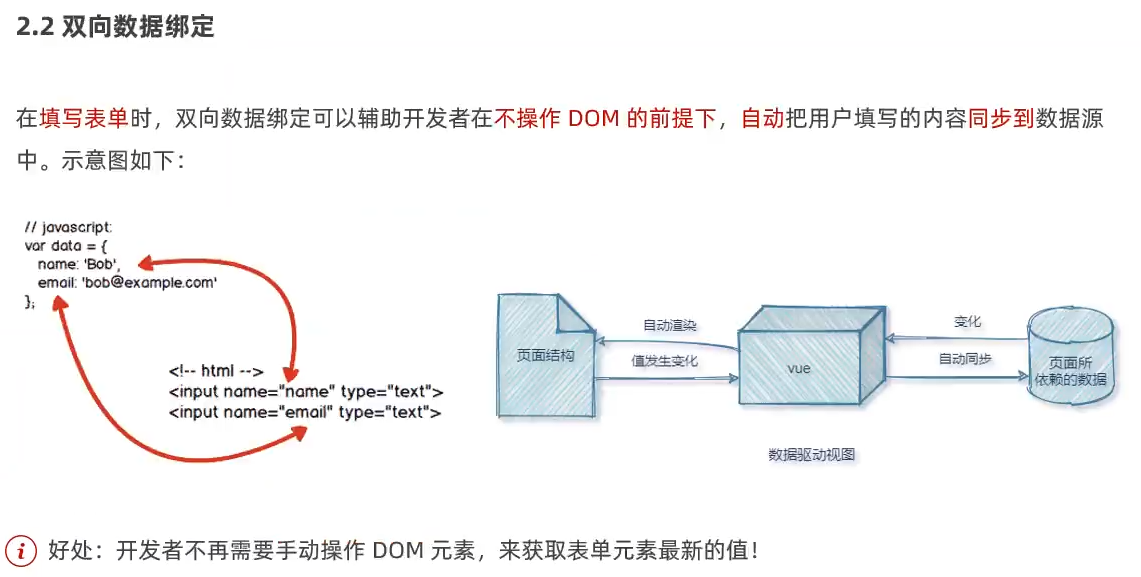 2.2 双向数据绑定
在填写表单时，双向数据绑定可以辅助开发者在不操作 DOM 的前提下，自动把用户填写的内容同步到数据源
中。示意图如下：
// javascript:
var data = {
name: 'Bob',
email: 'bob@example.com'
};
<!-- html -->
<input name="name" type="text">
<input name="email" type="text">
页面结构
自动渲染
值发生变化
vue
变化
自动同步
页面所
依赖的数据
数据驱动视图
i 好处：开发者不再需要手动操作 DOM 元素，来获取表单元素最新的值！